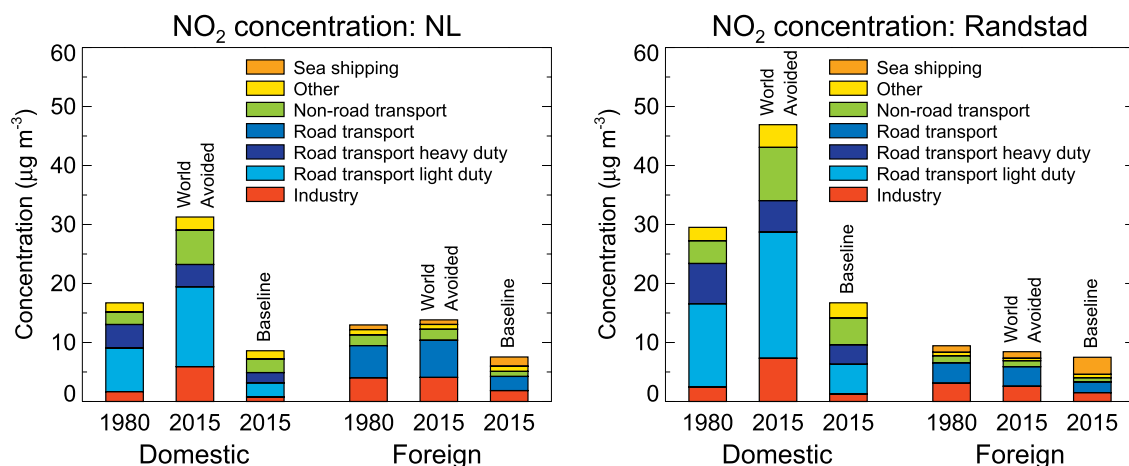 NO₂ concentration: NL
Concentration (µg m⁻³)
60
50
40
30
20
10
0
World
Avoided
Baseline
World
Avoided
Baseline
Sea shipping
Other
Non-road transport
Road transport
Road transport heavy duty
Road transport light duty
Industry
1980 2015 2015 1980 2015 2015
Domestic Foreign
NO₂ concentration: Randstad
Concentration (µg m⁻³)
60
50
40
30
20
10
0
World
Avoided
Baseline
World
Avoided
Baseline
Sea shipping
Other
Non-road transport
Road transport
Road transport heavy duty
Road transport light duty
Industry
1980 2015 2015 1980 2015 2015
Domestic Foreign